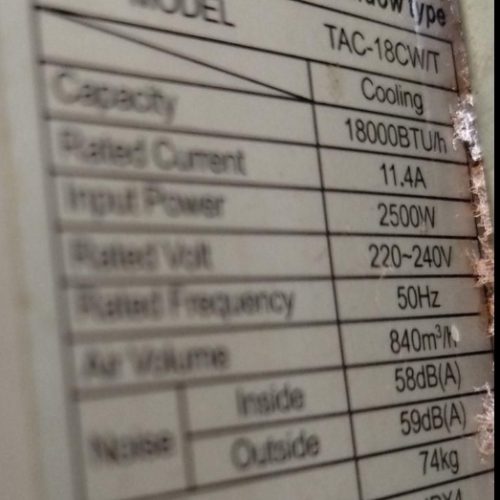 MODEL
dow type
TAC-18CW/T
Cooling
Capacity 18000BTU/h
Rated Current 11.4A
Input Power 2500W
Rated Volt 220~240V
Rated Frequency 50Hz
Air Volume 840m³/h
Noise Inside 58dB(A)
Outside 59dB(A)
74kg